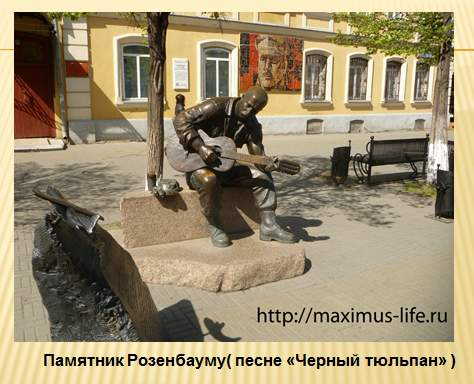 http://maximus-life.ru
Памятник Розенбауму( песне «Черный тюльпан» )